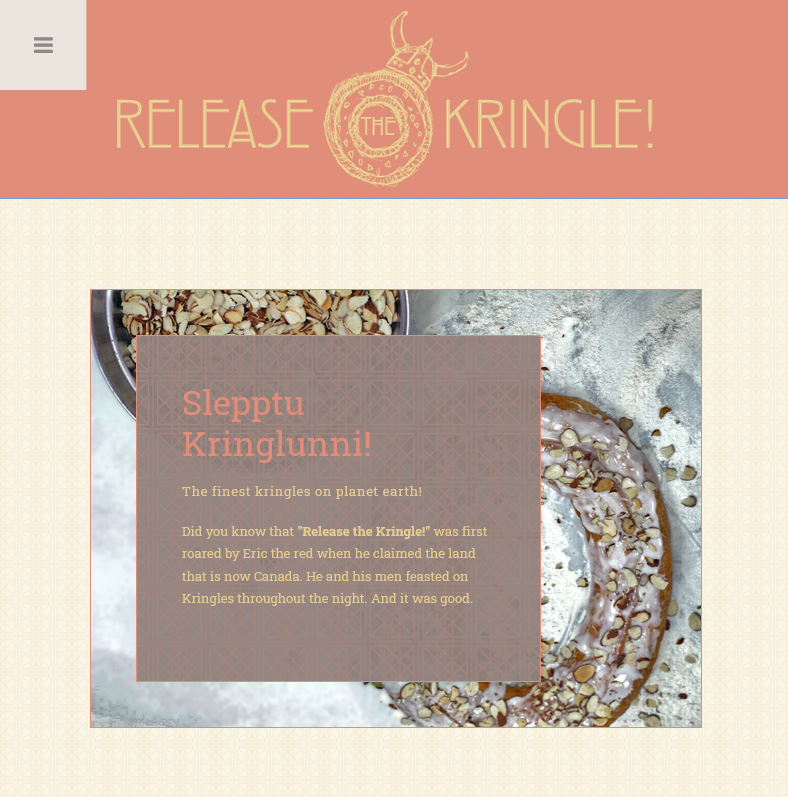 RELEASE THE KRINGLE!
Slepptu
Kringlunni!
The finest kringles on planet earth!
Did you know that "Release the Kringle!" was first
roared by Eric the red when he claimed the land
that is now Canada. He and his men feasted on
Kringles throughout the night. And it was good.